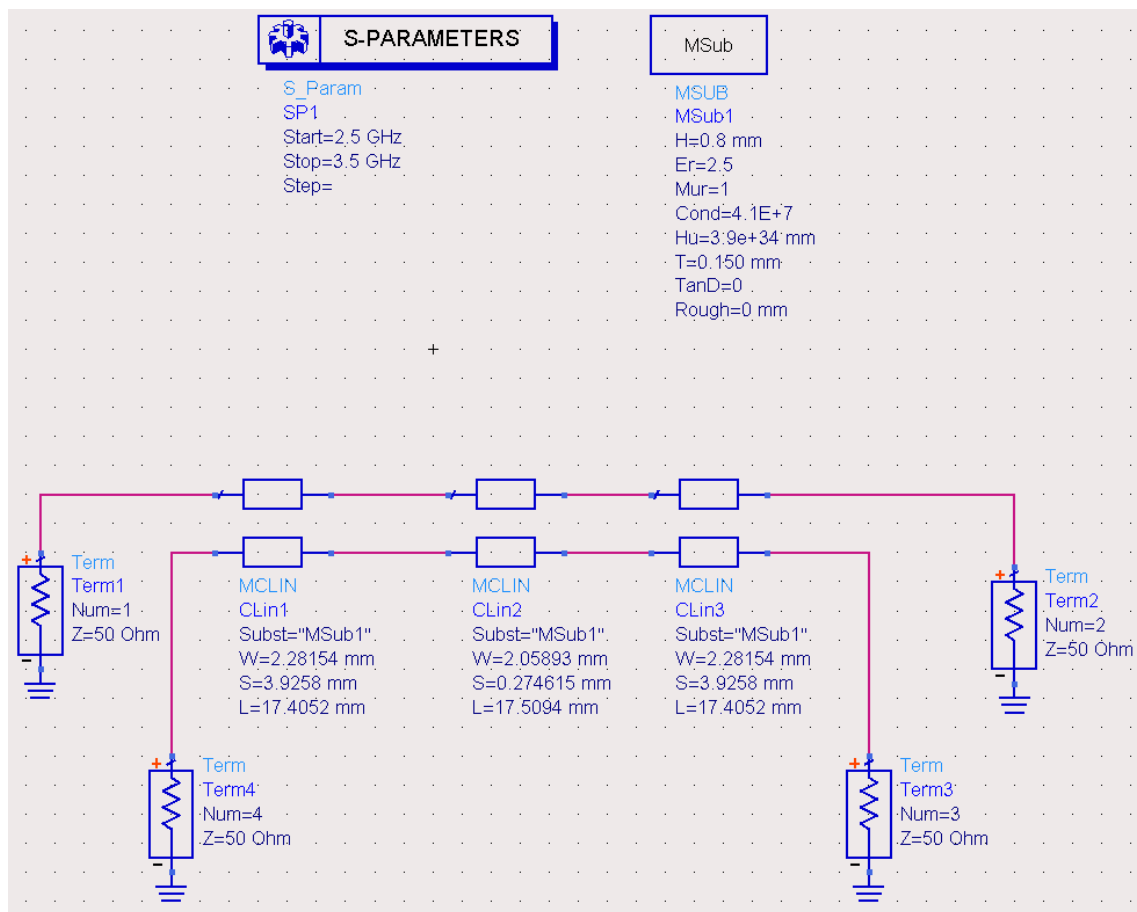 S-PARAMETERS
S_Param
SP1
Start=2.5 GHz
Stop=3.5 GHz
Step=
MSub
MSUB
MSub1
H=0.8 mm
Er=2.5
Mur=1
Cond=4.1E+7
Hu=3.9e+34 mm
T=0.150 mm
TanD=0
Rough=0 mm
+
Term
Term1
Num=1
Z=50 Ohm
-
MCLIN
CLin1
Subst="MSub1"
W=2.28154 mm
S=3.9258 mm
L=17.4052 mm
MCLIN
CLin2
Subst="MSub1"
W=2.05893 mm
S=0.274615 mm
L=17.5094 mm
MCLIN
CLin3
Subst="MSub1"
W=2.28154 mm
S=3.9258 mm
L=17.4052 mm
+
Term
Term2
Num=2
Z=50 Ohm
-
+
Term
Term4
Num=4
Z=50 Ohm
-
+
Term
Term3
Num=3
Z=50 Ohm
-